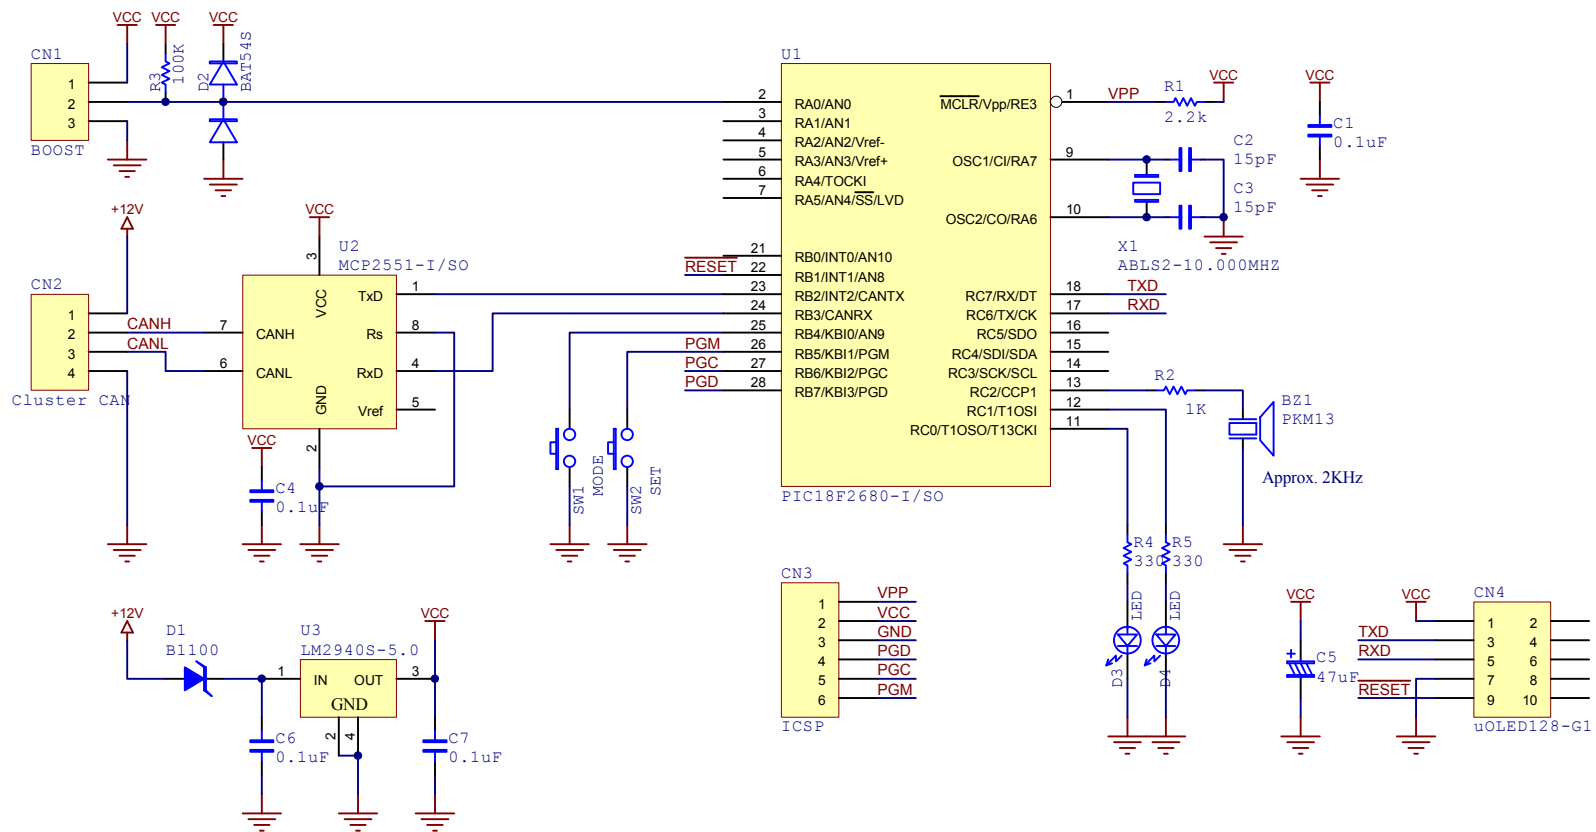 VCC
VCC
VCC
CN1
1
2
3
BOOST
R3
100K
D2
BAT54S
U1
2
3
4
5
6
7
RA0/AN0
RA1/AN1
RA2/AN2/Vref-
RA3/AN3/Vref+
RA4/TOCKI
RA5/AN4/SS/LVD
21
22
23
24
25
26
27
28
RB0/INT0/AN10
RB1/INT1/AN8
RB2/INT2/CANTX
RB3/CANRX
RB4/KBI0/AN9
RB5/KBI1/PGM
RB6/KBI2/PGC
RB7/KBI3/PGD
RESET
PGM
PGC
PGD
MCLR/Vpp/RE3
OSC1/CI/RA7
OSC2/CO/RA6
RC7/RX/DT
RC6/TX/CK
RC5/SDO
RC4/SDI/SDA
RC3/SCK/SCL
RC2/CCP1
RC1/T1OSI
RC0/T1OSO/T13CKI
1
9
10
18
17
16
15
14
13
12
11
PIC18F2680-I/SO
VPP
R1
2.2k
VCC
C2
15pF
C3
15pF
X1
ABLS2-10.000MHZ
TXD
RXD
VCC
C1
0.1uF
R2
1K
BZ1
PKM13
Approx. 2KHz
+12V
CN2
1
2
3
4
Cluster CAN
CANH
CANL
VCC
U2
MCP2551-I/SO
3
7
6
2
1
8
4
5
VCC
CANH
CANL
GND
TxD
Rs
RxD
Vref
VCC
C4
0.1uF
SW1
MODE
SW2
SET
R4
330
R5
330
LED
D3
LED
D4
+12V
D1
B1100
U3
LM2940S-5.0
1
IN
OUT
GND
3
2
4
VCC
C6
0.1uF
C7
0.1uF
CN3
1
2
3
4
5
6
VPP
VCC
GND
PGD
PGC
PGM
ICSP
VCC
+
C5
47uF
VCC
TXD
RXD
RESET
CN4
1 2
3 4
5 6
7 8
9 10
uOLED128-G1